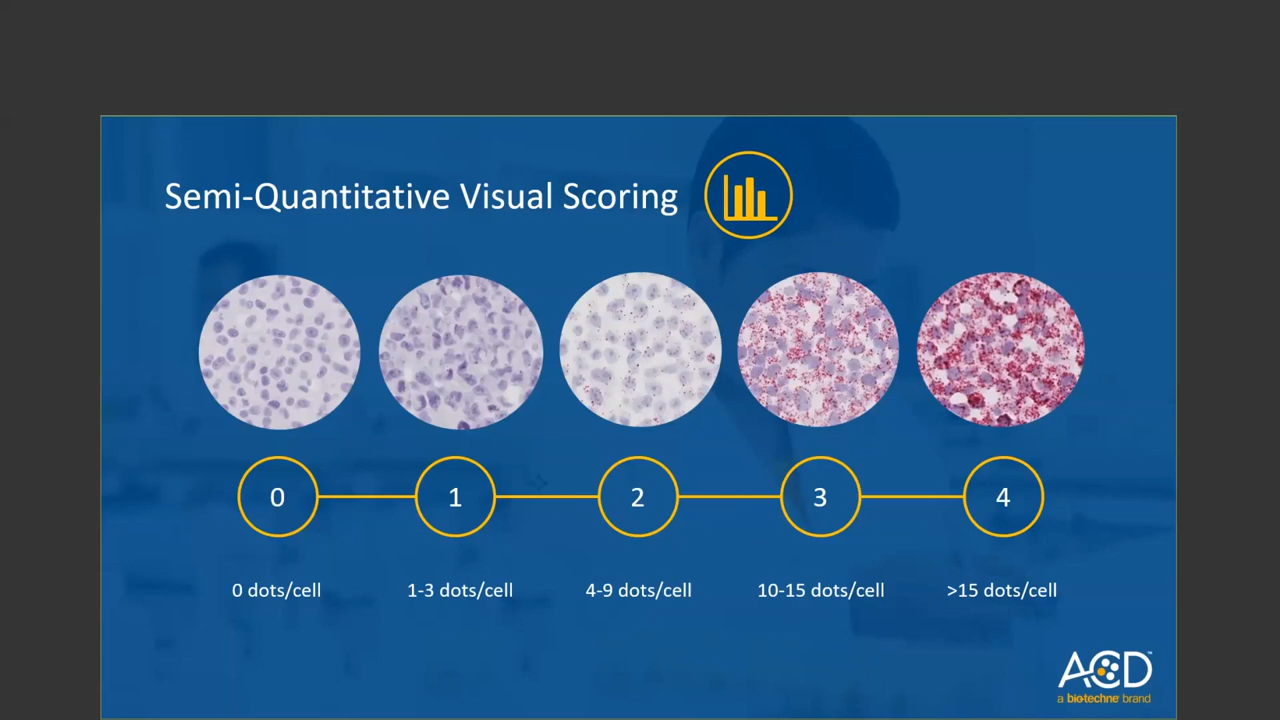 Semi-Quantitative Visual Scoring
0 1 2 3 4
0 dots/cell 1-3 dots/cell 4-9 dots/cell 10-15 dots/cell >15 dots/cell
ACD™
a biotechne brand